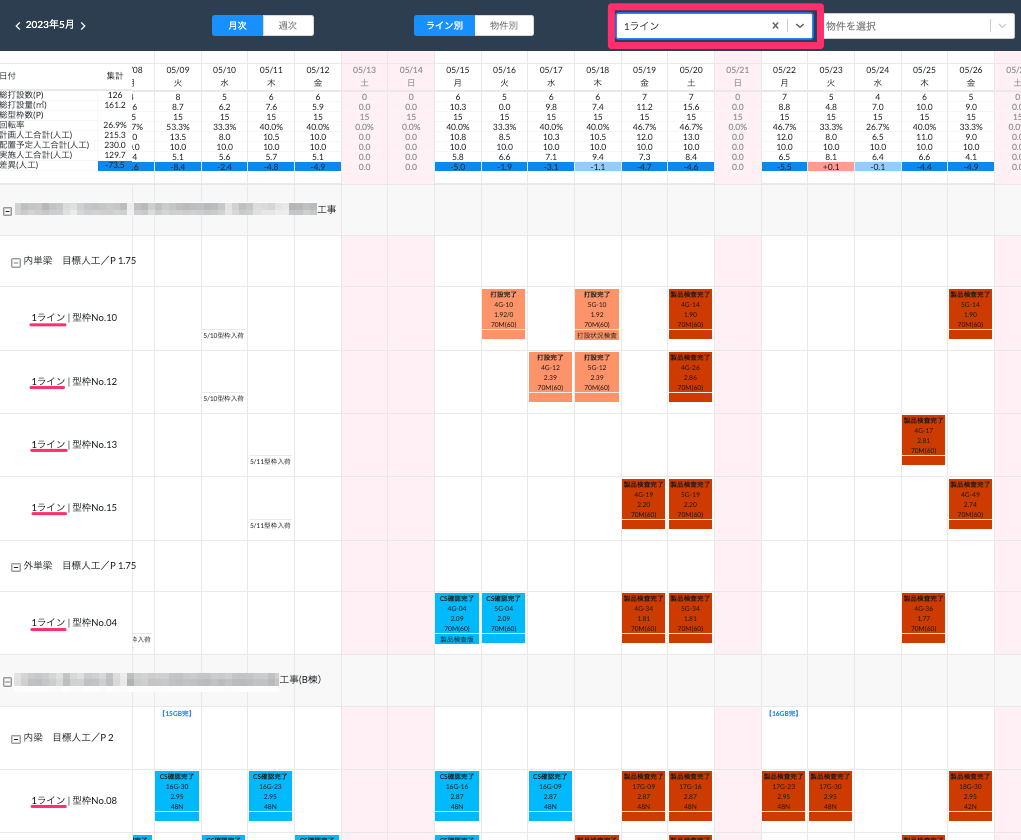 2023年5月 月次 週次 ライン別 物件別 1ライン 物件を選択
日付 集計 05/09 05/10 05/11 05/12 05/13 05/14 05/15 05/16 05/17 05/18 05/19 05/20 05/21 05/22 05/23 05/24 05/25 05/26
火 水 木 金 土 日 月 火 水 木 金 土 日 月 火 水 木 金 土
総打設数(P) 126 8 5 6 6 0 0 6 5 4 6 7 7 0 7 5 4 4 5
総打設量(㎥) 161.2 8.7 6.2 7.6 5.9 0.0 0.0 10.3 0.0 9.8 7.4 11.2 15.6 0.0 8.8 4.8 7.0 10.0 9.0
総型枠数(P) 15 15 15 15 15 15 15 15 15 15 15 15 15 15 15 15 15 15
回転率 26.9% 53.3% 33.3% 40.0% 40.0% 0.0% 0.0% 40.0% 33.3% 26.7% 40.0% 46.7% 46.7% 0.0% 46.7% 33.3% 26.7% 26.7% 33.3%
計画人工合計(人工) 215.3 13.5 8.0 10.5 10.0 0.0 0.0 10.8 8.5 10.3 10.5 12.0 13.0 0.0 12.0 8.0 6.5 11.0 9.0
配置予定人工合計(人工) 230.0 10.0 10.0 10.0 10.0 0.0 0.0 10.0 10.0 10.0 10.0 10.0 10.0 0.0 10.0 10.0 10.0 10.0 10.0
実施人工合計(人工) 129.7 5.1 5.6 5.7 5.1 0.0 0.0 5.8 6.6 7.1 9.4 7.3 8.4 0.0 6.5 8.1 6.4 6.6 4.1
差異(人工) -73.5 -8.4 -2.4 -4.8 -4.9 0.0 0.0 -5.0 -1.9 -3.1 -1.1 -4.7 -4.6 0.0 -5.5 +0.1 -0.1 -4.4 -4.9
工事
内単梁 目標人工／P 1.75
打設完了 打設完了 製品検査完了 製品検査完了
4G-10 5G-10 4G-14 5G-14
1ライン | 型枠No.10 1.92/0 1.92 1.90 1.90
70M(60) 70M(60) 70M(60) 70M(60)
5/10型枠入荷 打設状況検査
打設完了 打設完了 製品検査完了
4G-12 5G-12 4G-26
1ライン | 型枠No.12 2.39 2.39 2.86
70M(60) 70M(60) 70M(60)
5/10型枠入荷
製品検査完了
4G-17
1ライン | 型枠No.13 2.81
70M(60)
5/11型枠入荷
製品検査完了 製品検査完了 製品検査完了
4G-19 5G-19 4G-49
1ライン | 型枠No.15 2.20 2.20 2.74
70M(60) 70M(60) 70M(60)
5/11型枠入荷
外単梁 目標人工／P 1.75
CS確認完了 CS確認完了 製品検査完了 製品検査完了 製品検査完了
4G-04 5G-04 4G-34 5G-34 4G-36
1ライン | 型枠No.04 2.09 2.09 1.81 1.81 1.77
70M(60) 70M(60) 70M(60) 70M(60) 70M(60)
入荷 製品検査版
工事(B棟)
【15GB完】 【16GB完】
内梁 目標人工／P 2
CS確認完了 CS確認完了 CS確認完了 CS確認完了 製品検査完了 製品検査完了 製品検査完了 製品検査完了 製品検査完了
16G-30 16G-23 16G-16 16G-09 17G-09 17G-16 17G-23 17G-30 18G-30
1ライン | 型枠No.08 2.95 2.95 2.87 2.87 2.87 2.87 2.95 2.95 2.95
48N 48N 48N 48N 48N 48N 48N 48N 42N